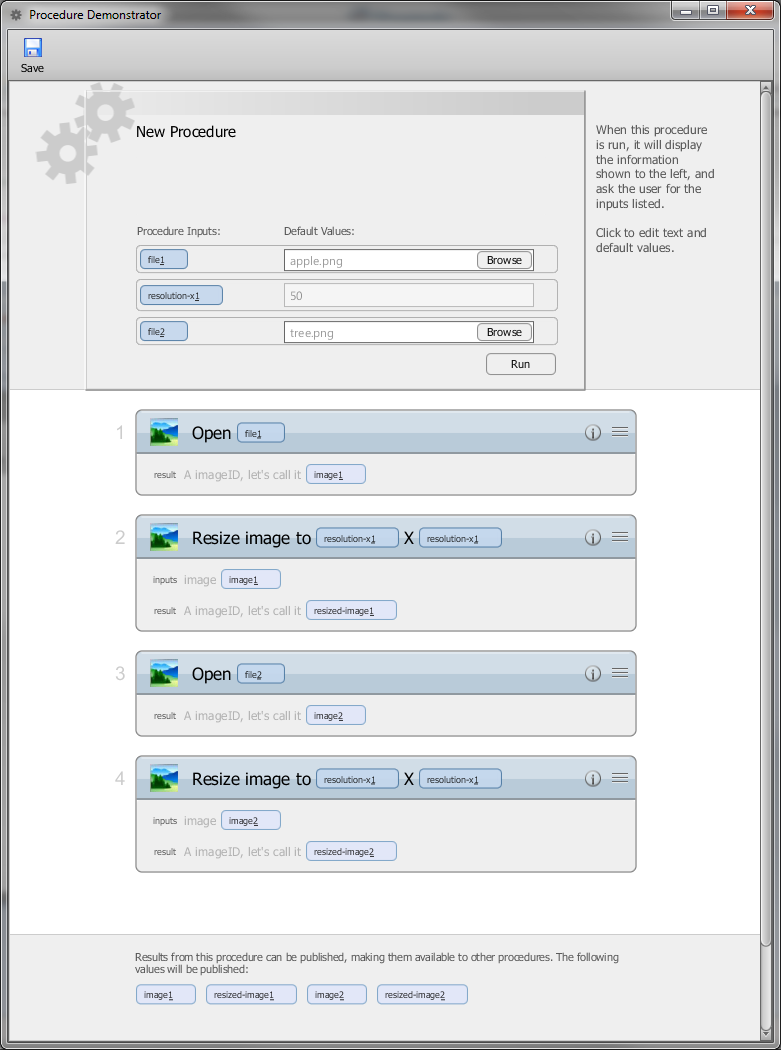 Procedure Demonstrator
Save
New Procedure
When this procedure
is run, it will display
the information
shown to the left, and
ask the user for the
inputs listed.
Click to edit text and
default values.
Procedure Inputs: Default Values:
file1 apple.png Browse
resolution-x1 50
file2 tree.png Browse
Run
1 Open file1 i
result A imageID, let's call it image1
2 Resize image to resolution-x1 X resolution-x1 i
inputs image image1
result A imageID, let's call it resized-image1
3 Open file2 i
result A imageID, let's call it image2
4 Resize image to resolution-x1 X resolution-x1 i
inputs image image2
result A imageID, let's call it resized-image2
Results from this procedure can be published, making them available to other procedures. The following
values will be published:
image1 resized-image1 image2 resized-image2